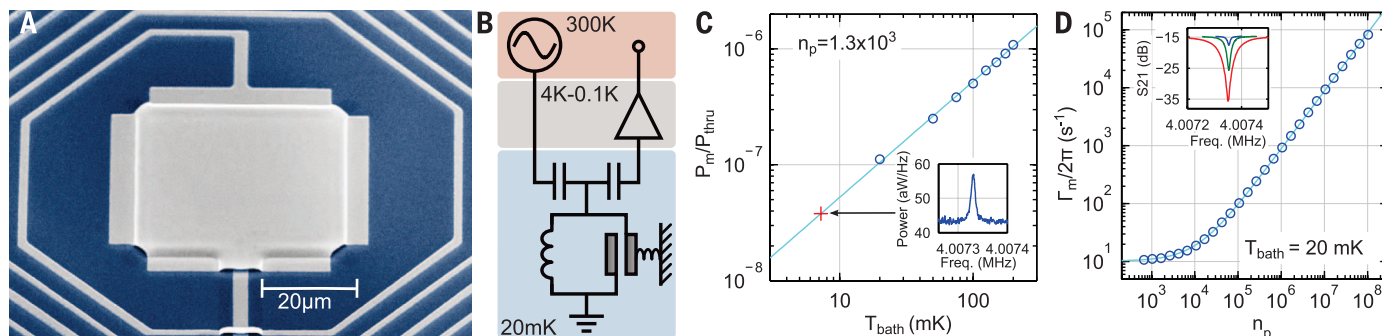 A
20μm
B
300K
4K-0.1K
20mK
C
n_p=1.3x10^3
P_m/P_thru
10^-6
10^-7
10^-8
10
100
T_bath (mK)
Power (aW/Hz)
60
50
40
4.0073
4.0074
Freq. (MHz)
D
Γ_m/2π (s^-1)
10^5
10^4
10^3
10^2
10
1
S21 (dB)
−15
−25
−35
4.0072
4.0074
Freq. (MHz)
T_bath = 20 mK
10^3
10^4
10^5
10^6
10^7
10^8
n_p